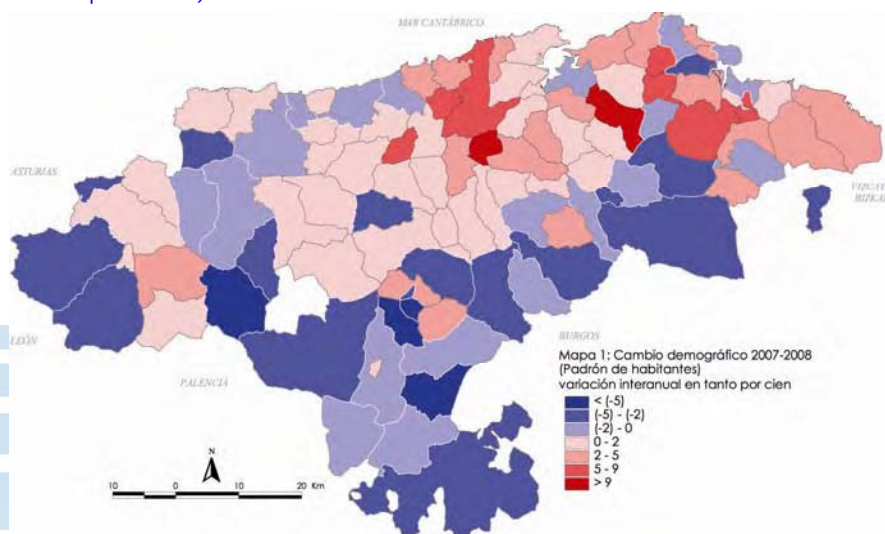 MAR CANTÁBRICO
ASTURIAS
BIZKAI
LEÓN
PALENCIA
BURGOS
Mapa 1: Cambio demográfico 2007-2008
(Padrón de habitantes)
variación interanual en tanto por cien
< (-5)
(-5) - (-2)
(-2) - 0
0 - 2
2 - 5
5 - 9
> 9
N
10 0 10 20 Km